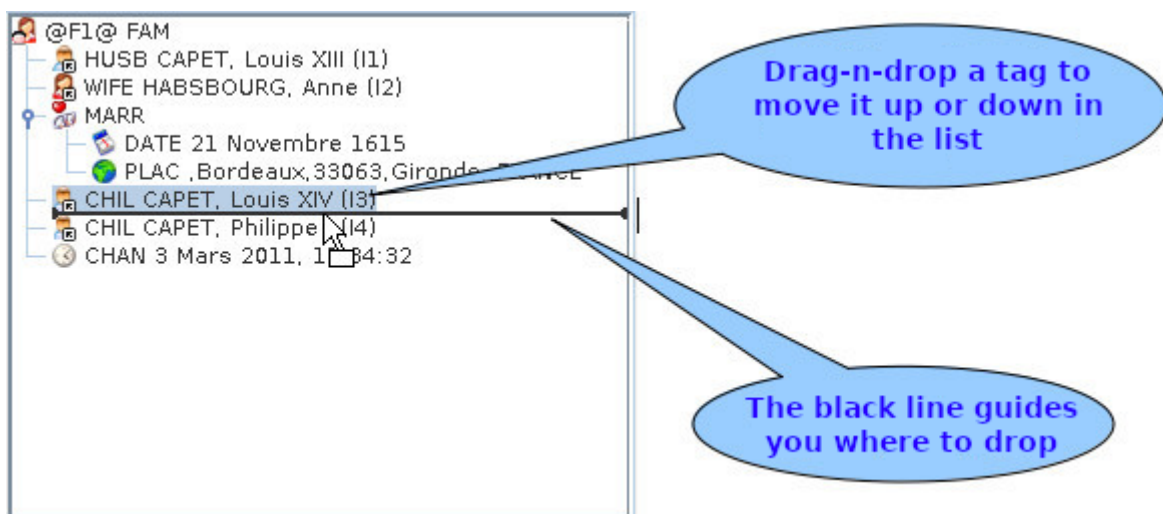 @F1@ FAM
HUSB CAPET, Louis XIII (I1)
WIFE HABSBOURG, Anne (I2)
MARR
DATE 21 Novembre 1615
PLAC ,Bordeaux,33063,Gironde,
CHIL CAPET, Louis XIV (I3)
CHIL CAPET, Philippe (I4)
CHAN 3 Mars 2011,
Drag-n-drop a tag to
move it up or down in
the list
The black line guides
you where to drop